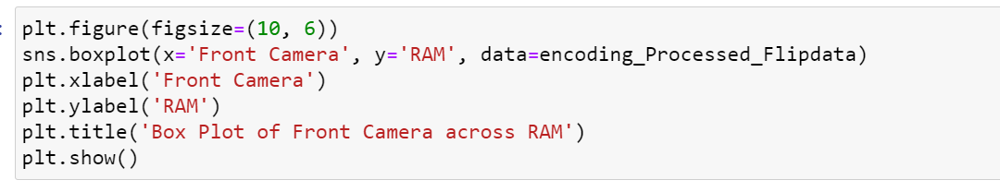 plt.figure(figsize=(10, 6))
sns.boxplot(x='Front Camera', y='RAM', data=encoding_Processed_Flipdata)
plt.xlabel('Front Camera')
plt.ylabel('RAM')
plt.title('Box Plot of Front Camera across RAM')
plt.show()